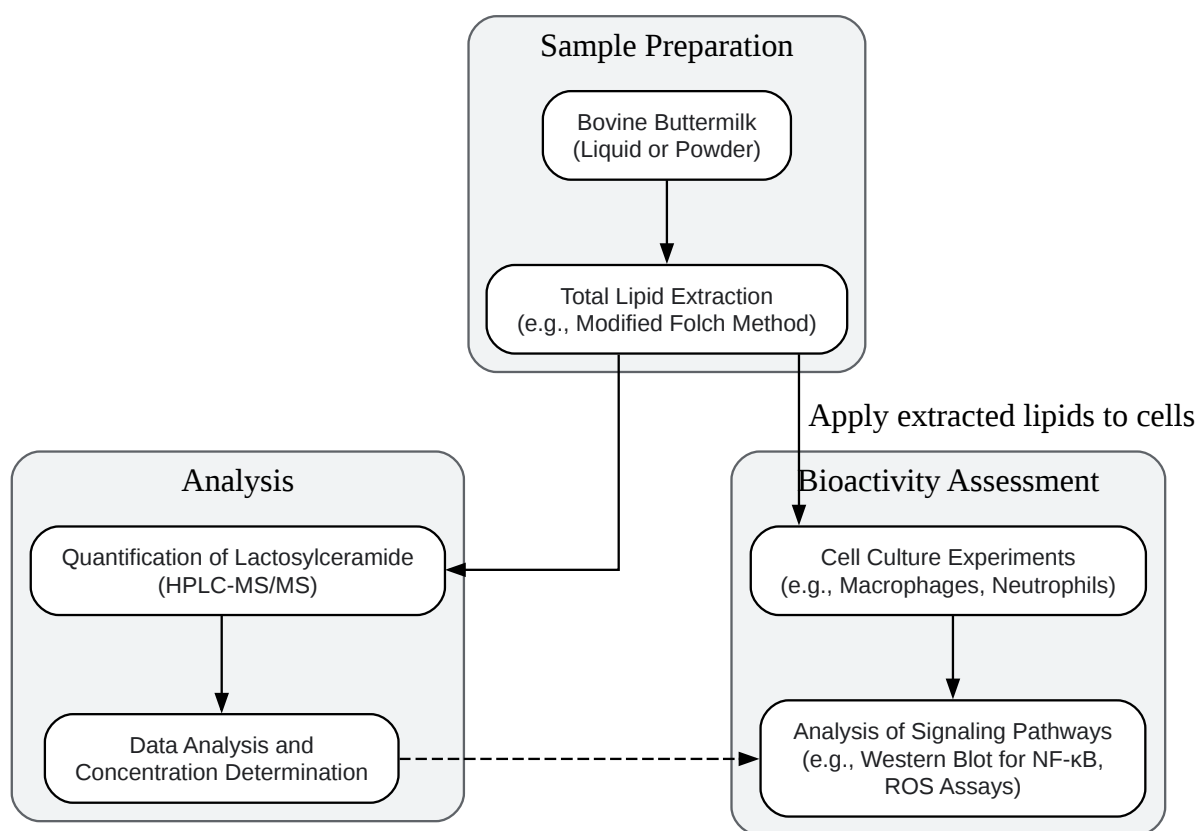 Sample Preparation
Bovine Buttermilk
(Liquid or Powder)
Total Lipid Extraction
(e.g., Modified Folch Method)
Apply extracted lipids to cells
Analysis
Quantification of Lactosylceramide
(HPLC-MS/MS)
Data Analysis and
Concentration Determination
Bioactivity Assessment
Cell Culture Experiments
(e.g., Macrophages, Neutrophils)
Analysis of Signaling Pathways
(e.g., Western Blot for NF-κB,
ROS Assays)